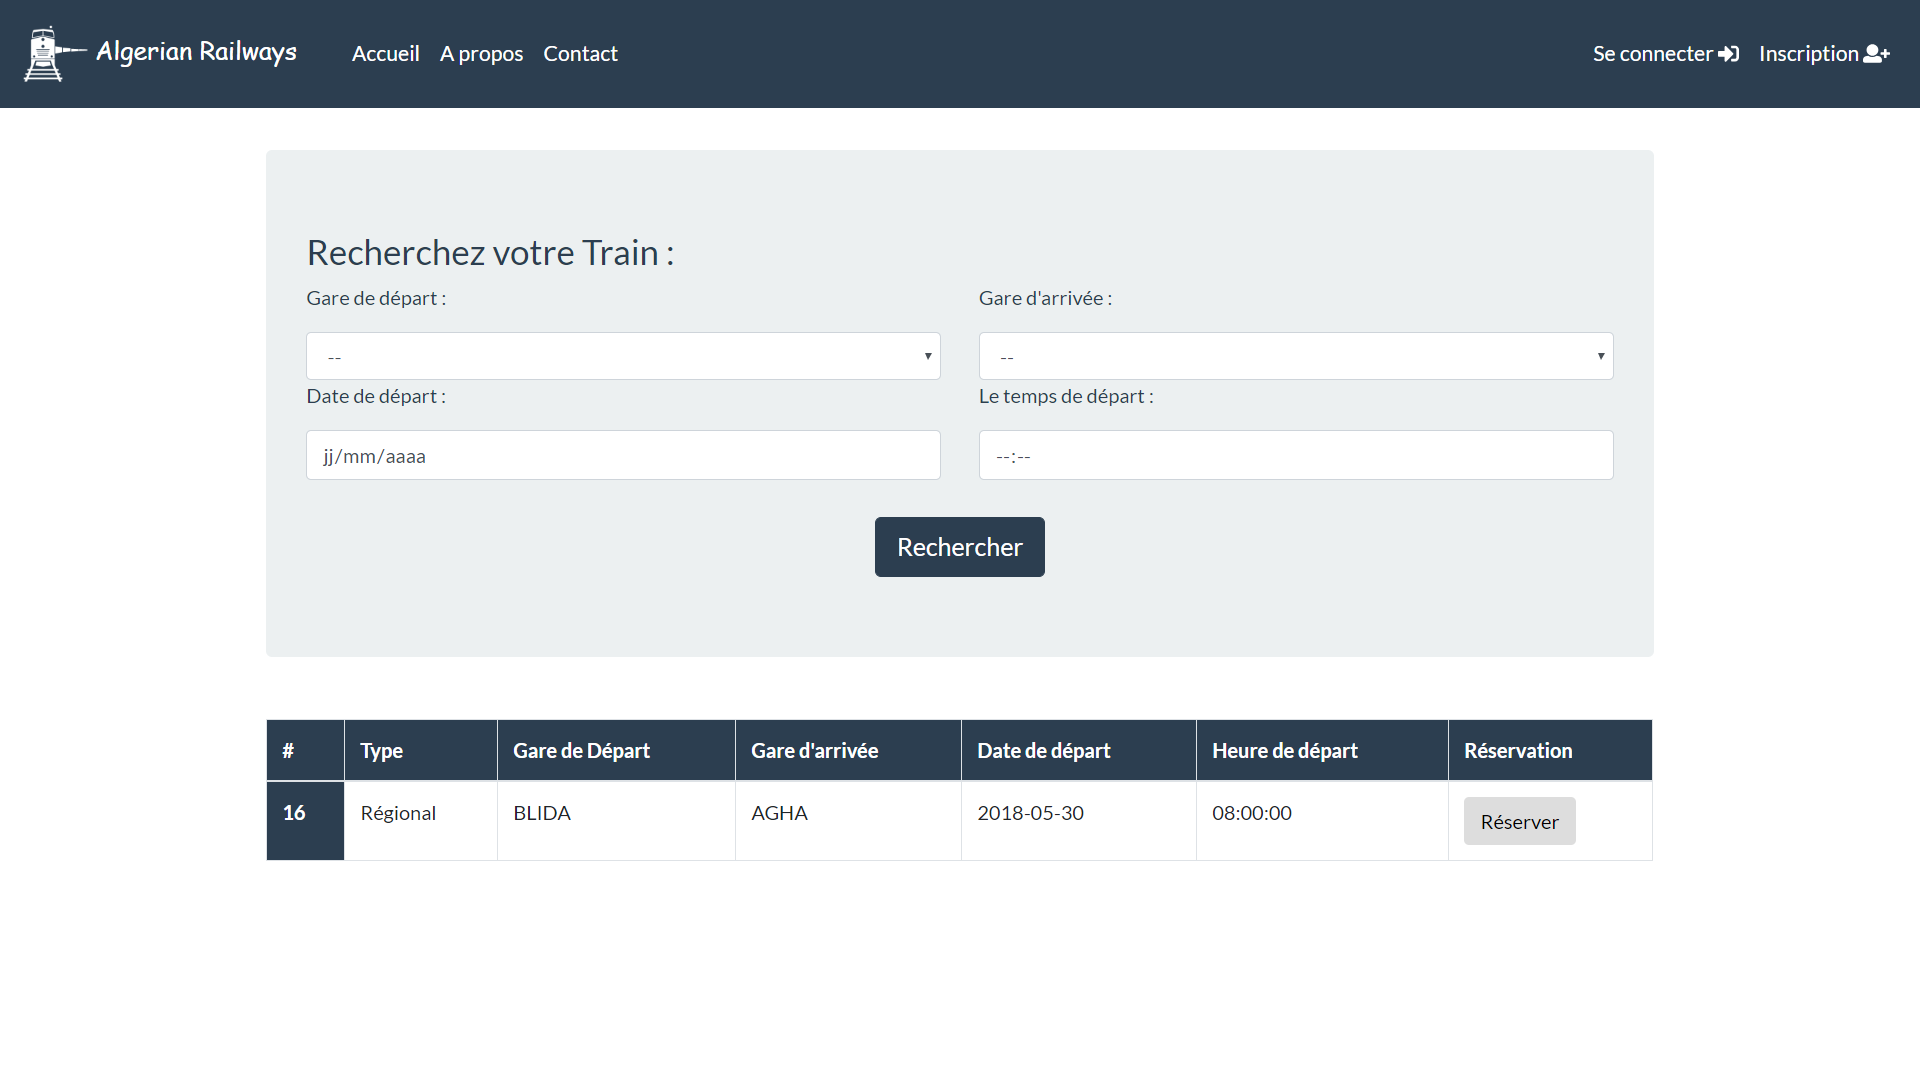 Algerian Railways Accueil A propos Contact Se connecter Inscription
Recherchez votre Train :
Gare de départ : Gare d'arrivée :
-- --
Date de départ : Le temps de départ :
jj/mm/aaaa --:--
Rechercher
# Type Gare de Départ Gare d'arrivée Date de départ Heure de départ Réservation
16 Régional BLIDA AGHA 2018-05-30 08:00:00 Réserver